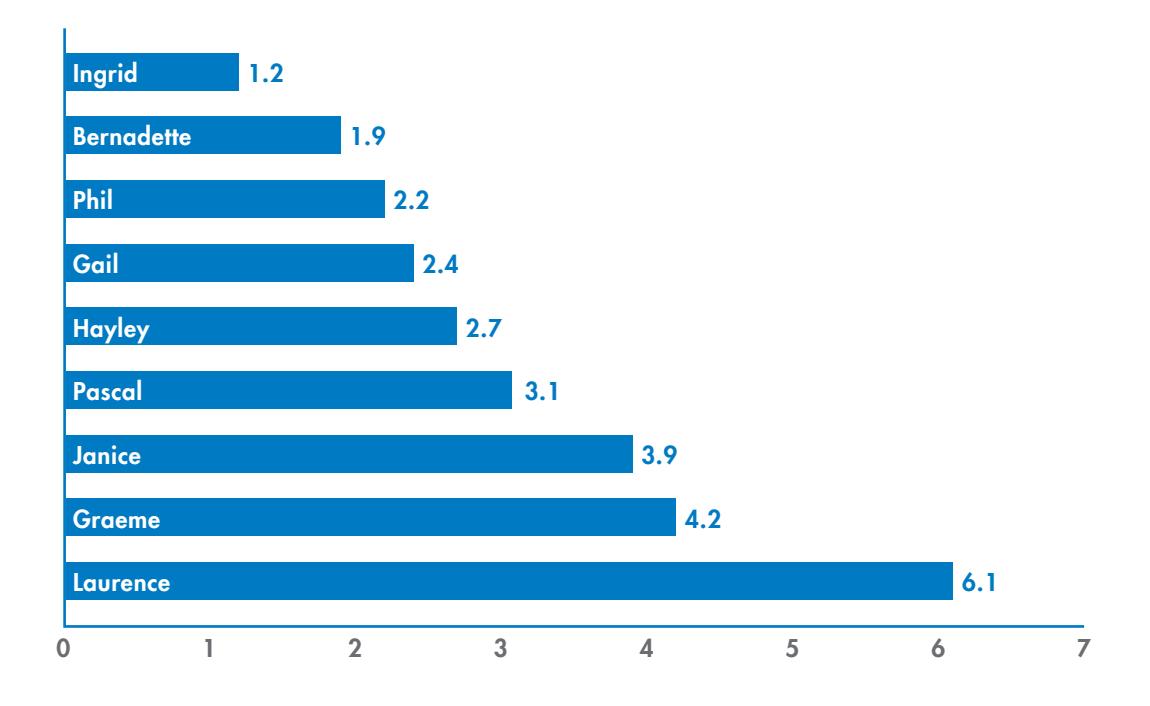 Ingrid 1.2
Bernadette 1.9
Phil 2.2
Gail 2.4
Hayley 2.7
Pascal 3.1
Janice 3.9
Graeme 4.2
Laurence 6.1
0 1 2 3 4 5 6 7